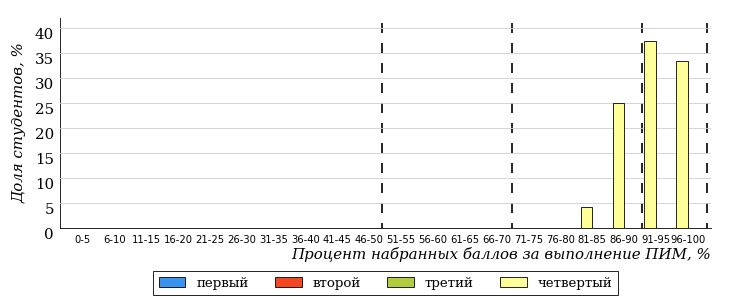 Доля студентов, %
40
35
30
25
20
15
10
5
0
0-5 6-10 11-15 16-20 21-25 26-30 31-35 36-40 41-45 46-50 51-55 56-60 61-65 66-70 71-75 76-80 81-85 86-90 91-95 96-100
Процент набранных баллов за выполнение ПИМ, %
первый второй третий четвертый